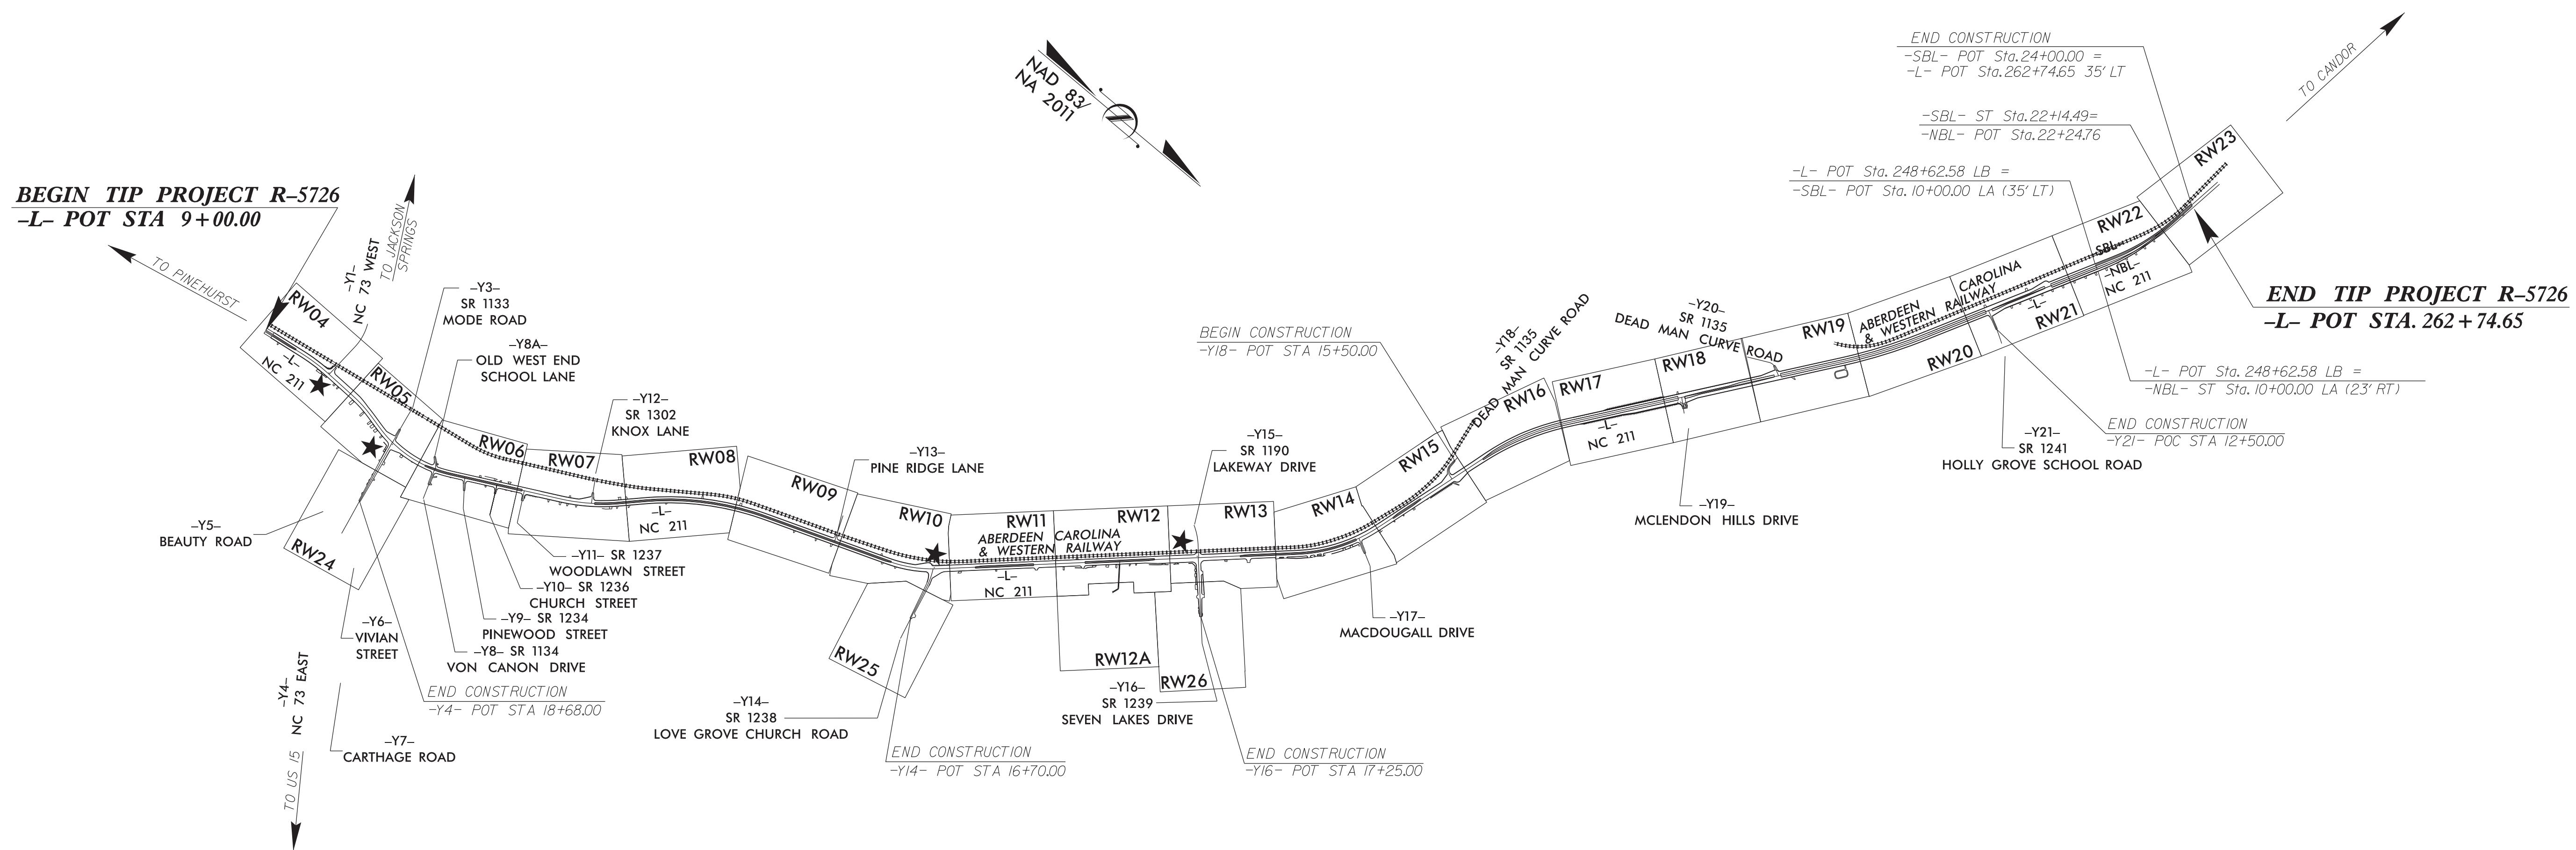 BEGIN TIP PROJECT R–5726
–L– POT STA 9+00.00
TO PINEHURST
–Y1–
NC 73 WEST
TO JACKSON
SPRINGS
NAD 83/
NA 2011
RW04
–L–
NC 211
RW05
–Y3–
SR 1133
MODE ROAD
–Y8A–
OLD WEST END
SCHOOL LANE
RW06
RW07
–Y12–
SR 1302
KNOX LANE
RW08
–L–
NC 211
RW09
–Y13–
PINE RIDGE LANE
RW10
RW11
ABERDEEN CAROLINA
& WESTERN RAILWAY
–L–
NC 211
RW12
–Y15–
SR 1190
LAKEWAY DRIVE
RW13
RW14
RW15
BEGIN CONSTRUCTION
-Y18- POT STA 15+50.00
–Y18–
SR 1135
DEAD MAN CURVE ROAD
RW16
RW17
–L–
NC 211
RW18
–Y20–
SR 1135
DEAD MAN CURVE ROAD
RW19
ABERDEEN CAROLINA
& WESTERN RAILWAY
RW20
RW21
–L–
RW22
SBL
–NBL–
NC 211
RW23
END CONSTRUCTION
-SBL- POT Sta.24+00.00 =
-L- POT Sta.262+74.65 35' LT
-SBL- ST Sta.22+14.49=
-NBL- POT Sta.22+24.76
-L- POT Sta. 248+62.58 LB =
-SBL- POT Sta.10+00.00 LA (35' LT)
TO CANDOR
END TIP PROJECT R–5726
–L– POT STA. 262+74.65
-L- POT Sta. 248+62.58 LB =
-NBL- ST Sta.10+00.00 LA (23' RT)
END CONSTRUCTION
-Y21- POC STA 12+50.00
–Y21–
SR 1241
HOLLY GROVE SCHOOL ROAD
–Y19–
MCLENDON HILLS DRIVE
–Y17–
MACDOUGALL DRIVE
–Y5–
BEAUTY ROAD
RW24
–Y6–
VIVIAN
STREET
–Y11– SR 1237
WOODLAWN STREET
–Y10– SR 1236
CHURCH STREET
–Y9– SR 1234
PINEWOOD STREET
–Y8– SR 1134
VON CANON DRIVE
END CONSTRUCTION
-Y4- POT STA 18+68.00
–Y4–
NC 73 EAST
TO US 15
–Y7–
CARTHAGE ROAD
RW25
–Y14–
SR 1238
LOVE GROVE CHURCH ROAD
END CONSTRUCTION
-Y14- POT STA 16+70.00
RW12A
RW26
–Y16–
SR 1239
SEVEN LAKES DRIVE
END CONSTRUCTION
-Y16- POT STA 17+25.00